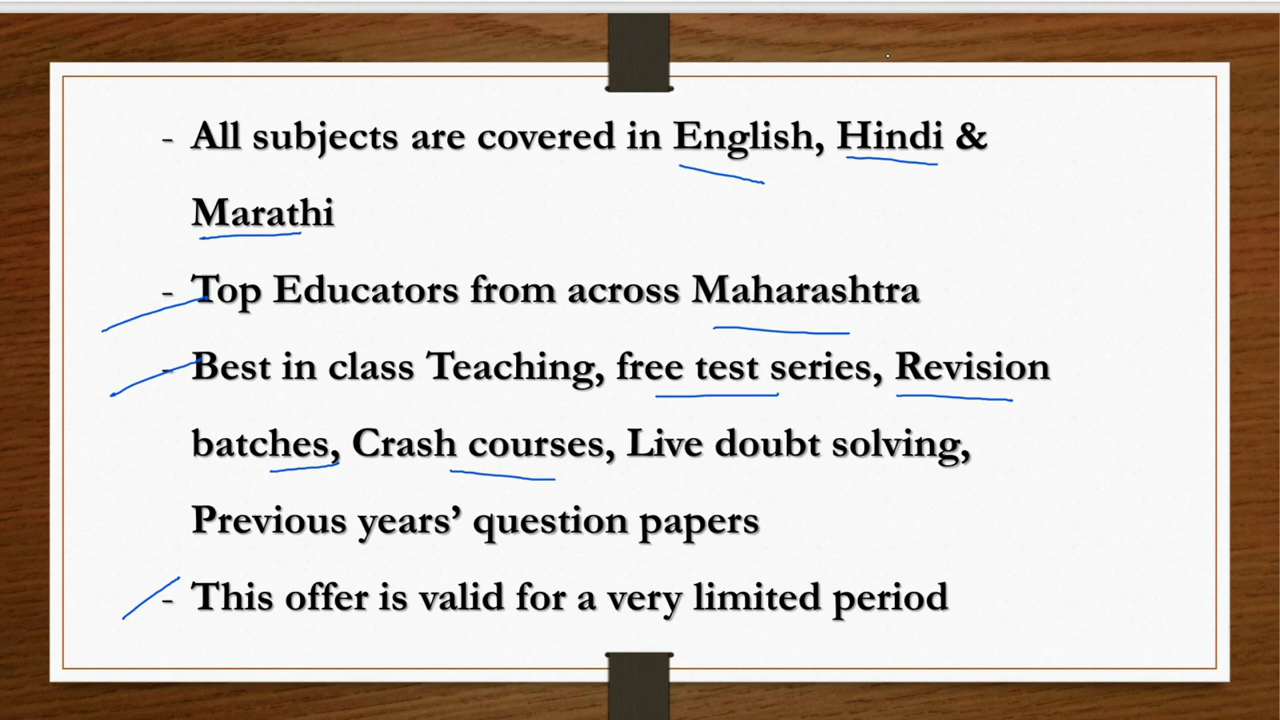 - All subjects are covered in English, Hindi &
Marathi
- Top Educators from across Maharashtra
- Best in class Teaching, free test series, Revision
batches, Crash courses, Live doubt solving,
Previous years’ question papers
- This offer is valid for a very limited period